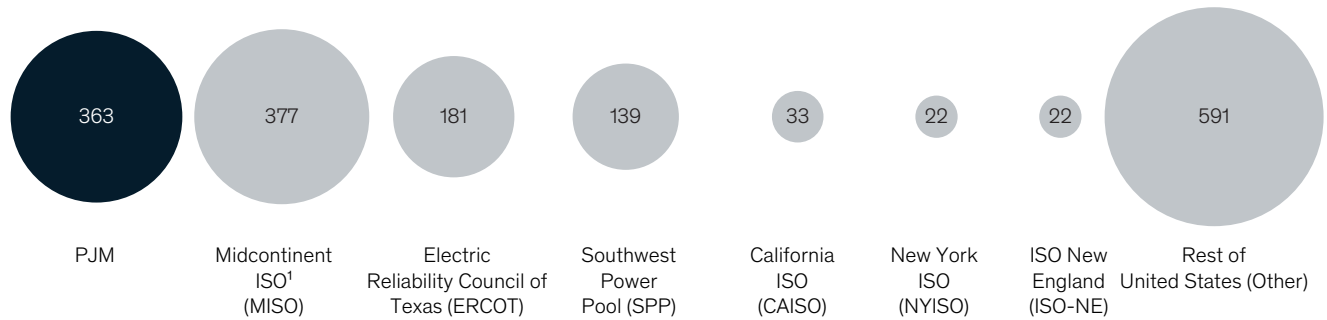 363
377
181
139
33
22
22
591
PJM
Midcontinent
ISO¹
(MISO)
Electric
Reliability Council of
Texas (ERCOT)
Southwest
Power
Pool (SPP)
California
ISO
(CAISO)
New York
ISO
(NYISO)
ISO New
England
(ISO-NE)
Rest of
United States (Other)